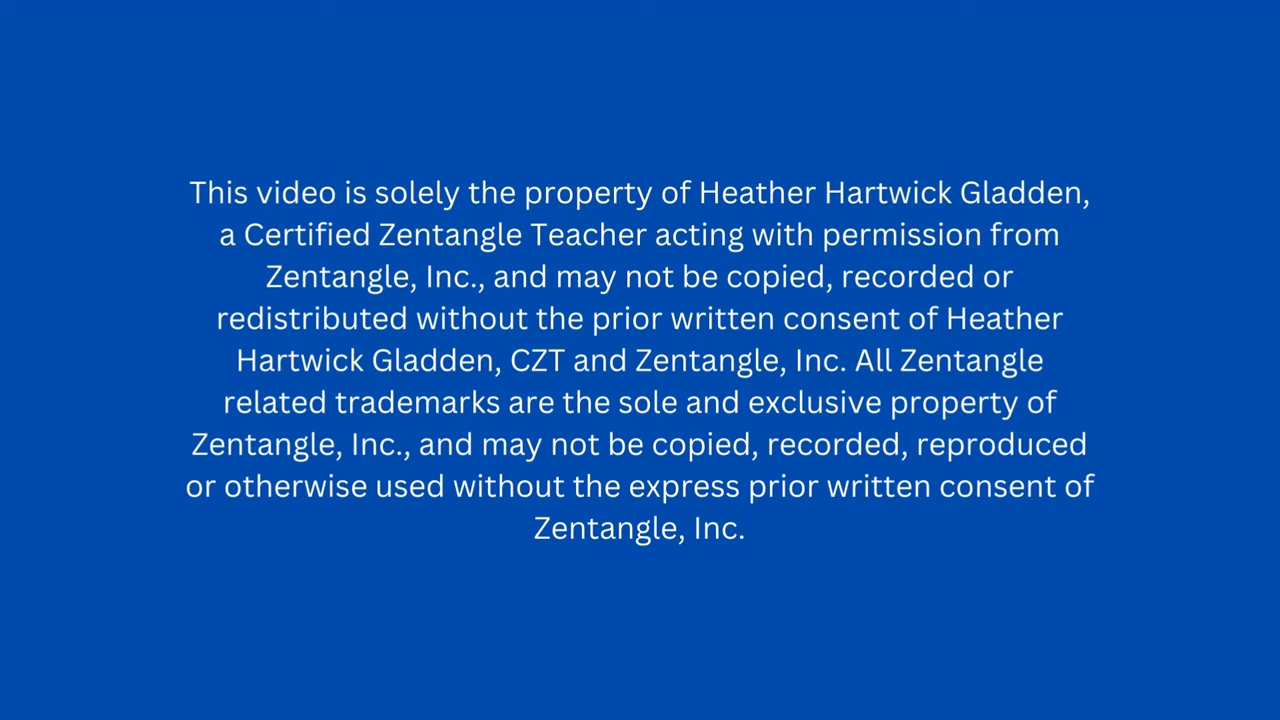 This video is solely the property of Heather Hartwick Gladden,
a Certified Zentangle Teacher acting with permission from
Zentangle, Inc., and may not be copied, recorded or
redistributed without the prior written consent of Heather
Hartwick Gladden, CZT and Zentangle, Inc. All Zentangle
related trademarks are the sole and exclusive property of
Zentangle, Inc., and may not be copied, recorded, reproduced
or otherwise used without the express prior written consent of
Zentangle, Inc.